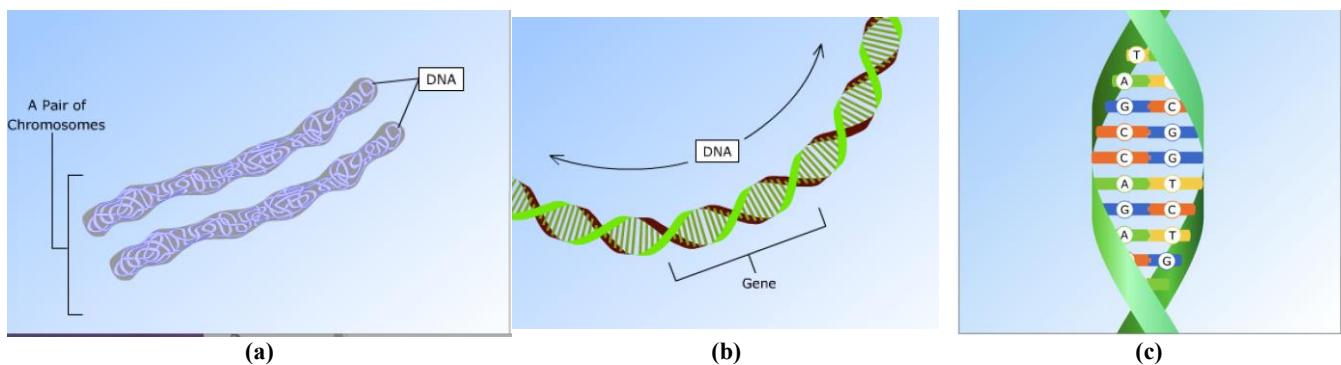 A Pair of
Chromosomes
DNA
DNA
Gene
T
A
G C
C G
C G
A T
G C
A T
G
(a)
(b)
(c)